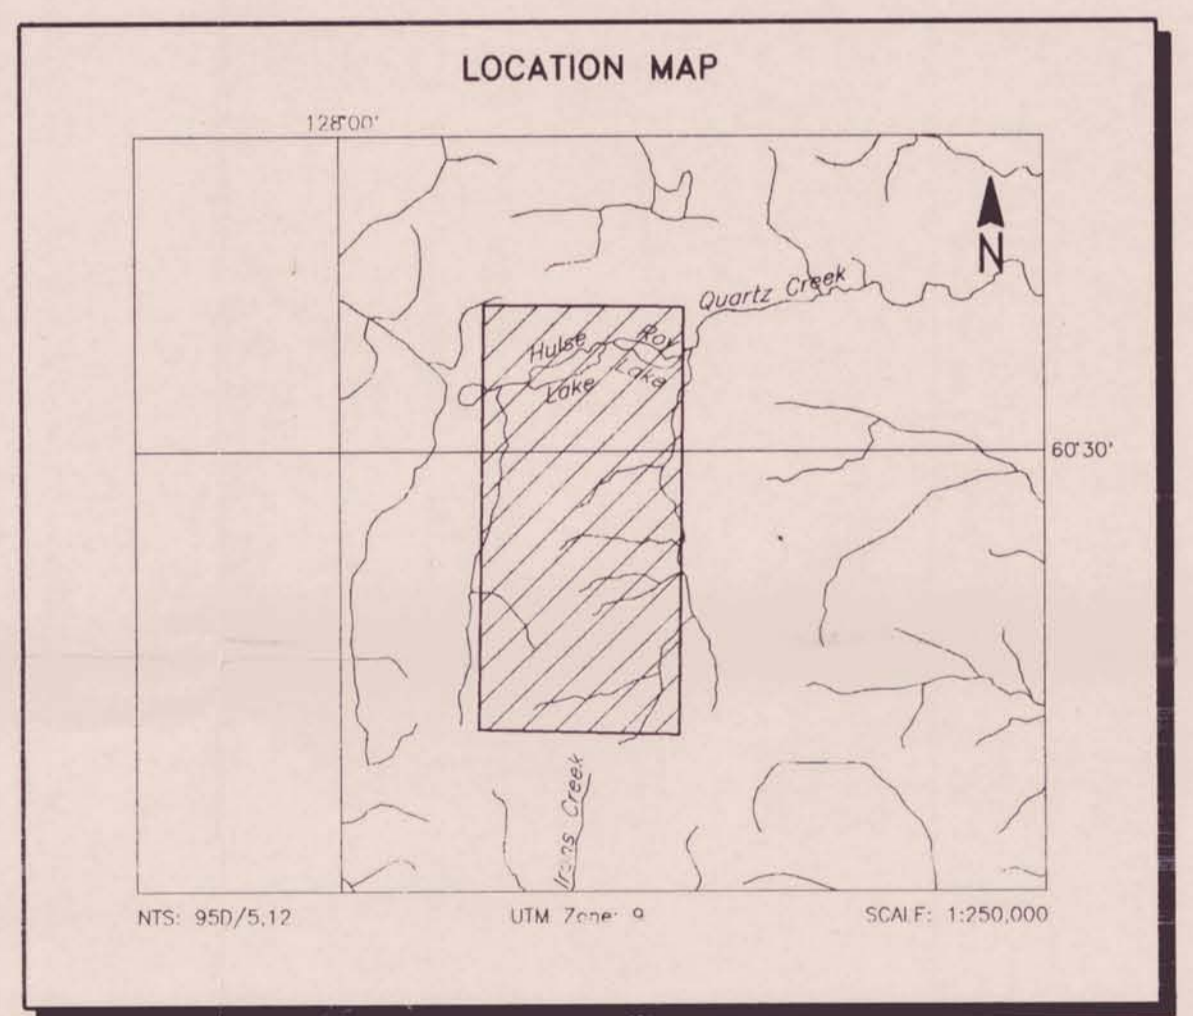 LOCATION MAP
128°00'
N
Quartz Creek
Hulse Roy
Lake Lake
60°30'
Irons Creek
NTS: 95D/5,12 UTM Zone: 9 SCALE: 1:250,000